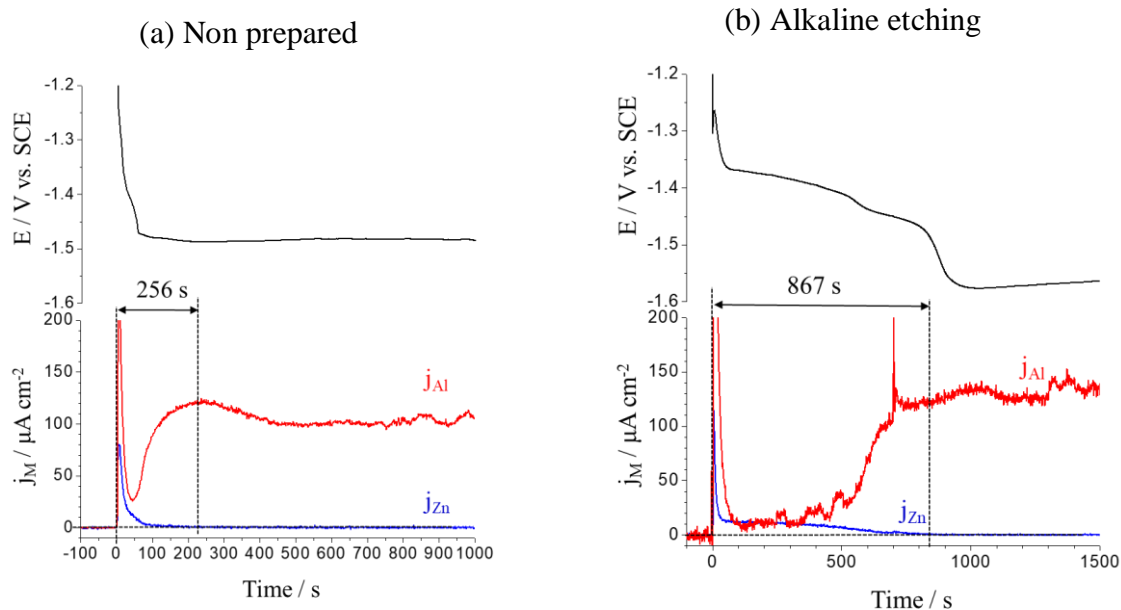 (a) Non prepared
-1.2
-1.3
-1.4
-1.5
-1.6
E / V vs. SCE
256 s
200
150
100
50
0
jM / µA cm-2
jAl
jZn
-100 0 100 200 300 400 500 600 700 800 900 1000
Time / s
(b) Alkaline etching
-1.2
-1.3
-1.4
-1.5
-1.6
E / V vs. SCE
867 s
200
150
100
50
0
jM / µA cm-2
jAl
jZn
0 500 1000 1500
Time / s